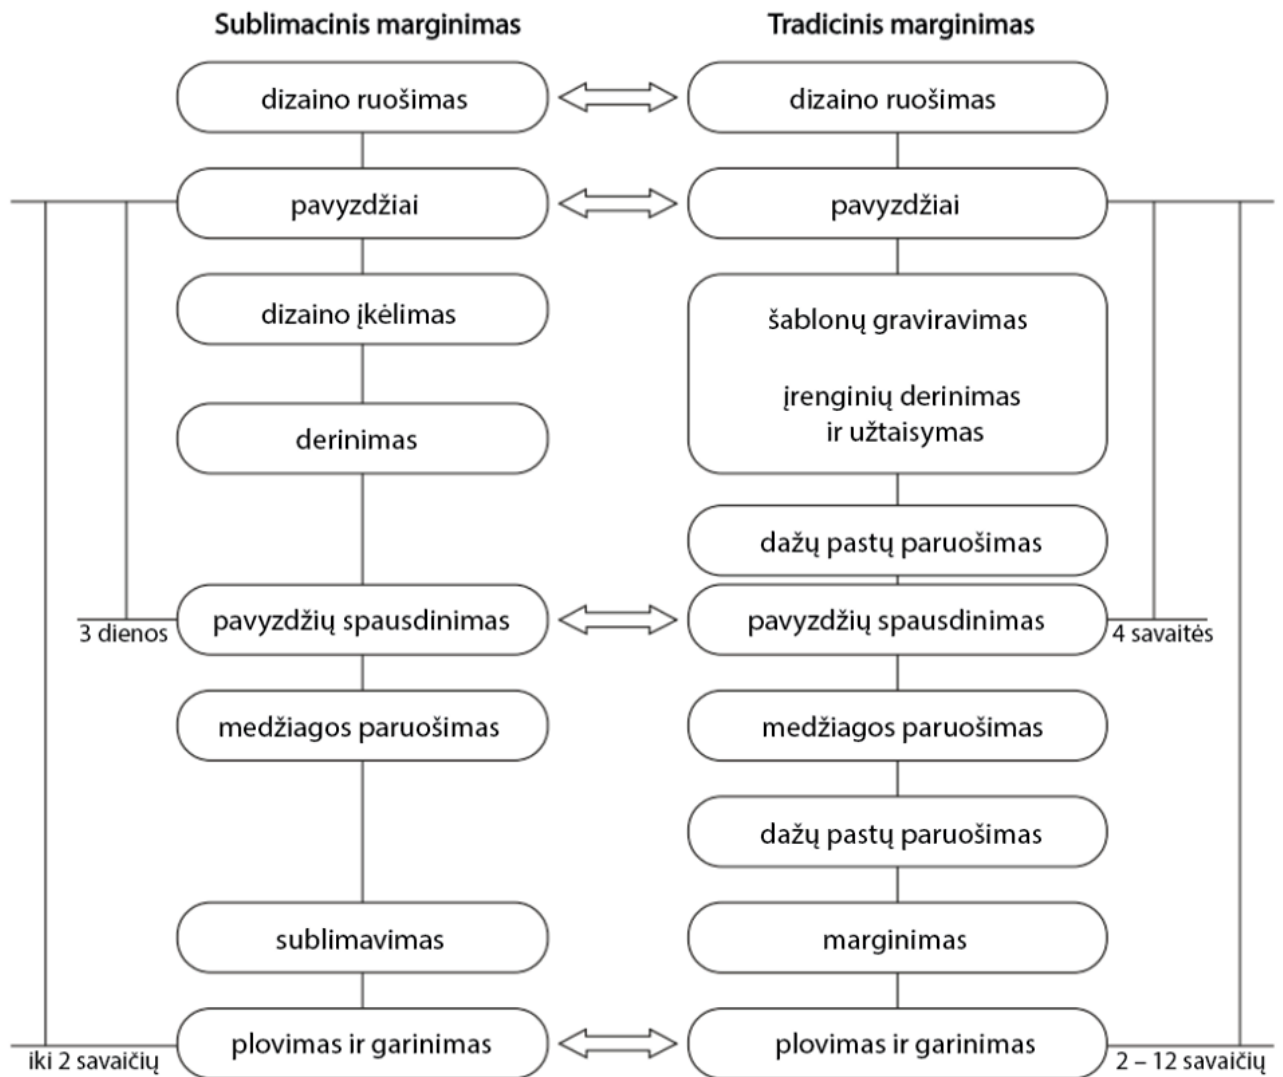 Sublimacinis marginimas
Tradicinis marginimas
dizaino ruošimas
dizaino ruošimas
pavyzdžiai
pavyzdžiai
dizaino įkėlimas
šablonų graviravimas
įrenginių derinimas
ir užtaisymas
derinimas
dažų pastų paruošimas
pavyzdžių spausdinimas
pavyzdžių spausdinimas
3 dienos
4 savaitės
medžiagos paruošimas
medžiagos paruošimas
dažų pastų paruošimas
sublimavimas
marginimas
plovimas ir garinimas
plovimas ir garinimas
iki 2 savaičių
2 – 12 savaičių